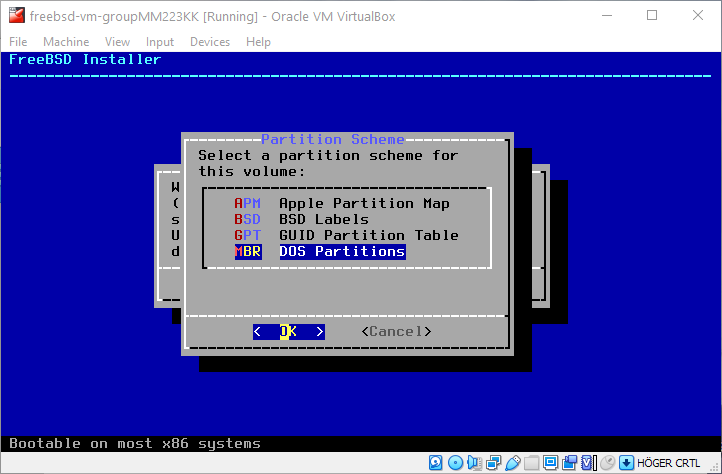 freebsd-vm-groupMM223KK [Running] - Oracle VM VirtualBox
File Machine View Input Devices Help
FreeBSD Installer
Partition Scheme
Select a partition scheme for
this volume:
APM Apple Partition Map
BSD BSD Labels
GPT GUID Partition Table
MBR DOS Partitions
< OK > <Cancel>
W
(
s
U
d
Bootable on most x86 systems
HÖGER CRTL